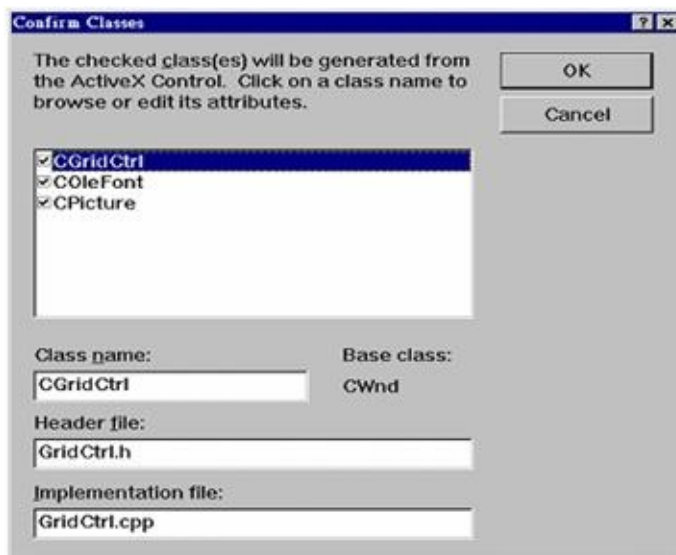 Confirm Classes
The checked class(es) will be generated from
the ActiveX Control. Click on a class name to
browse or edit its attributes.
OK
Cancel
CGridCtrl
COleFont
CPicture
Class name:
Base class:
CGridCtrl
CWnd
Header file:
GridCtrl.h
Implementation file:
GridCtrl.cpp